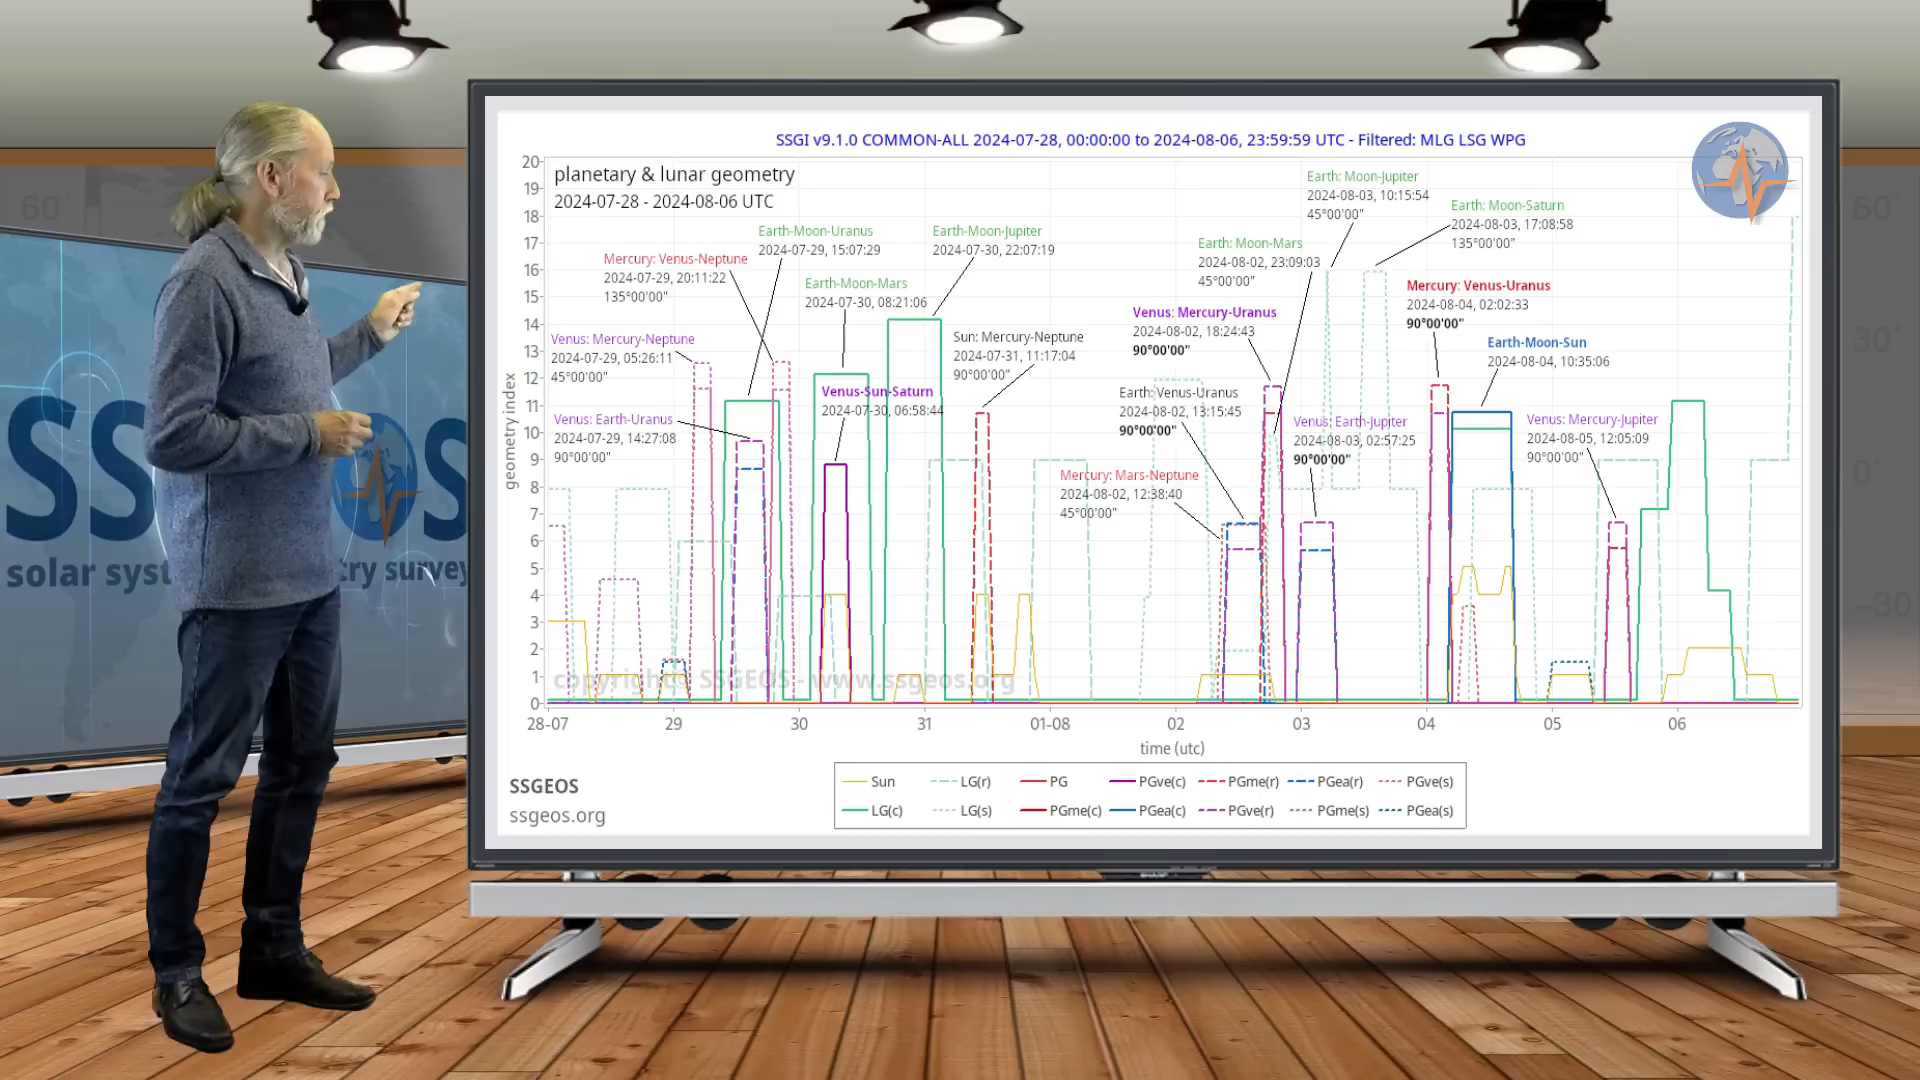 SSGI v9.1.0 COMMON-ALL 2024-07-28, 00:00:00 to 2024-08-06, 23:59:59 UTC - Filtered: MLG LSG WPG
planetary & lunar geometry
2024-07-28 - 2024-08-06 UTC
Earth: Moon-Jupiter
2024-08-03, 10:15:54
45°00'00"
Earth: Moon-Saturn
2024-08-03, 17:08:58
135°00'00"
Earth-Moon-Uranus
2024-07-29, 15:07:29
Earth-Moon-Jupiter
2024-07-30, 22:07:19
Earth: Moon-Mars
2024-08-02, 23:09:03
45°00'00"
Mercury: Venus-Neptune
2024-07-29, 20:11:22
135°00'00"
Earth-Moon-Mars
2024-07-30, 08:21:06
Mercury: Venus-Uranus
2024-08-04, 02:02:33
90°00'00"
Venus: Mercury-Uranus
2024-08-02, 18:24:43
90°00'00"
Venus: Mercury-Neptune
2024-07-29, 05:26:11
45°00'00"
Sun: Mercury-Neptune
2024-07-31, 11:17:04
90°00'00"
Earth-Moon-Sun
2024-08-04, 10:35:06
Venus-Sun-Saturn
2024-07-30, 06:58:44
Earth: Venus-Uranus
2024-08-02, 13:15:45
90°00'00"
Venus: Earth-Uranus
2024-07-29, 14:27:08
90°00'00"
Venus: Earth-Jupiter
2024-08-03, 02:57:25
90°00'00"
Venus: Mercury-Jupiter
2024-08-05, 12:05:09
90°00'00"
Mercury: Mars-Neptune
2024-08-02, 12:38:40
45°00'00"
geometry index
20
19
18
17
16
15
14
13
12
11
10
9
8
7
6
5
4
3
2
1
0
copyright© SSGEOS - www.ssgeos.org
28-07 29 30 31 01-08 02 03 04 05 06
time (utc)
Sun LG(r) PG PGve(c) PGme(r) PGea(r) PGve(s)
LG(c) LG(s) PGme(c) PGea(c) PGve(r) PGme(s) PGea(s)
SSGEOS
ssgeos.org
SS OS
solar syst try survey
60°
60°
30°
0°
-30°